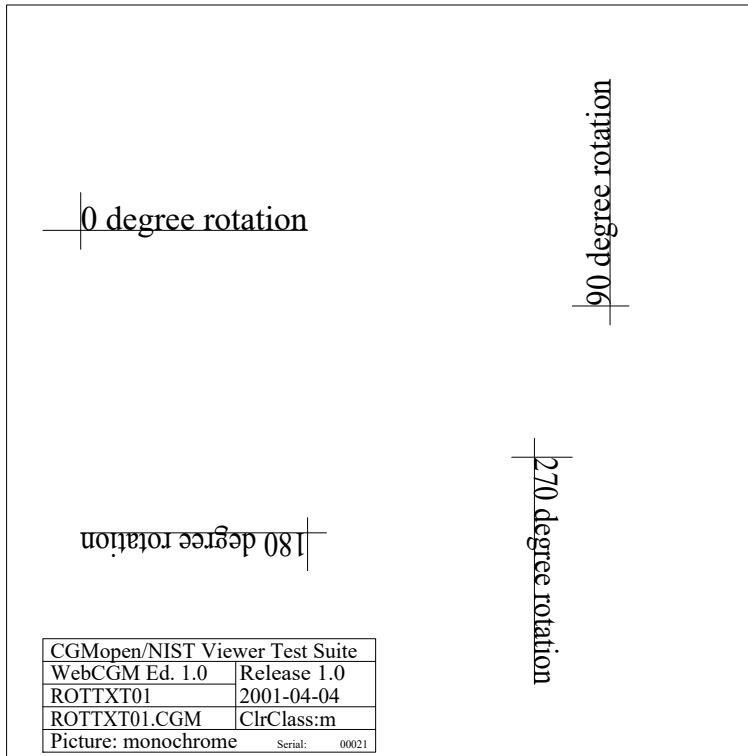 0 degree rotation
90 degree rotation
180 degree rotation
270 degree rotation
CGMopen/NIST Viewer Test Suite
WebCGM Ed. 1.0 Release 1.0
ROTTXT01 2001-04-04
ROTTXT01.CGM ClrClass:m
Picture: monochrome Serial: 00021